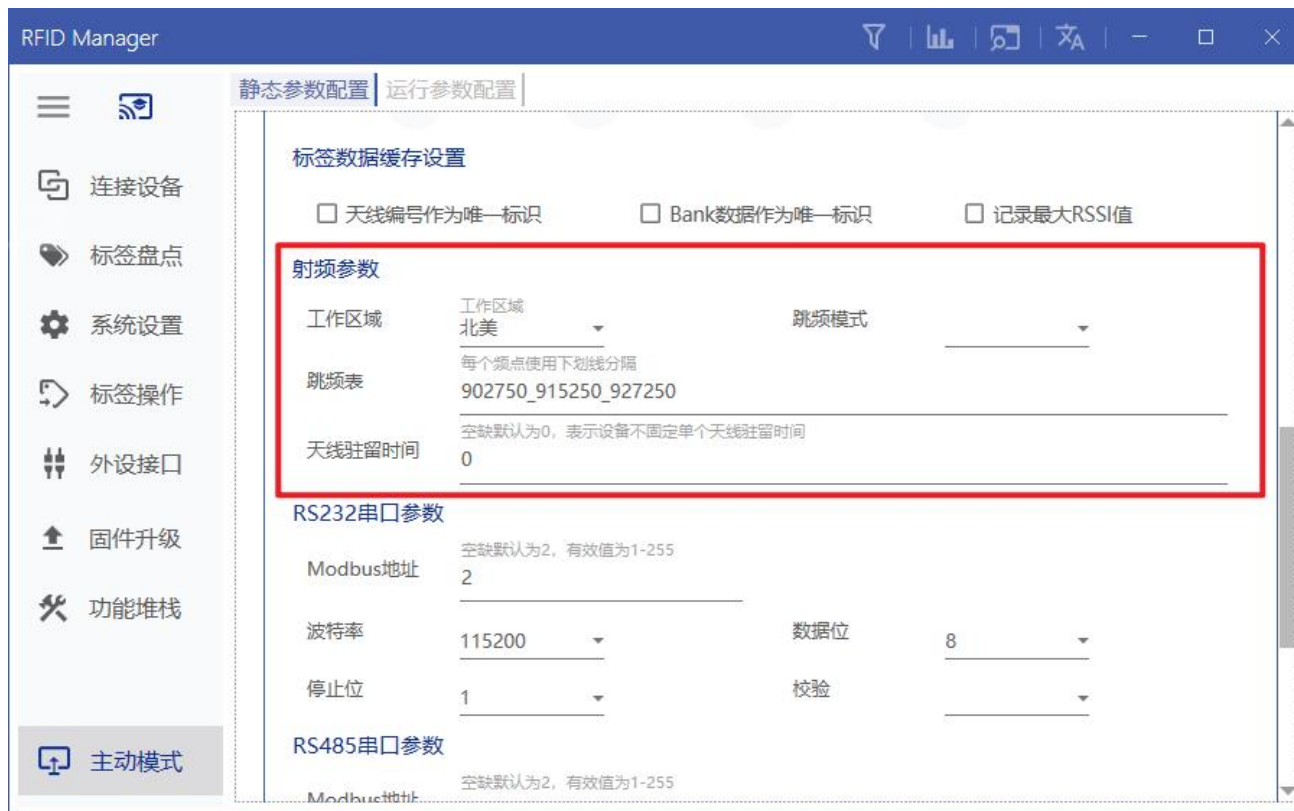 RFID Manager
静态参数配置 运行参数配置
连接设备
标签盘点
系统设置
标签操作
外设接口
固件升级
功能堆栈
主动模式
标签数据缓存设置
天线编号作为唯一标识 Bank数据作为唯一标识 记录最大RSSI值
射频参数
工作区域
工作区域
北美
跳频模式
跳频表
每个频点使用下划线分隔
902750_915250_927250
天线驻留时间
空缺默认为0，表示设备不固定单个天线驻留时间
0
RS232串口参数
Modbus地址
空缺默认为2，有效值为1-255
2
波特率 115200 数据位 8
停止位 1 校验
RS485串口参数
Modbus地址
空缺默认为2，有效值为1-255